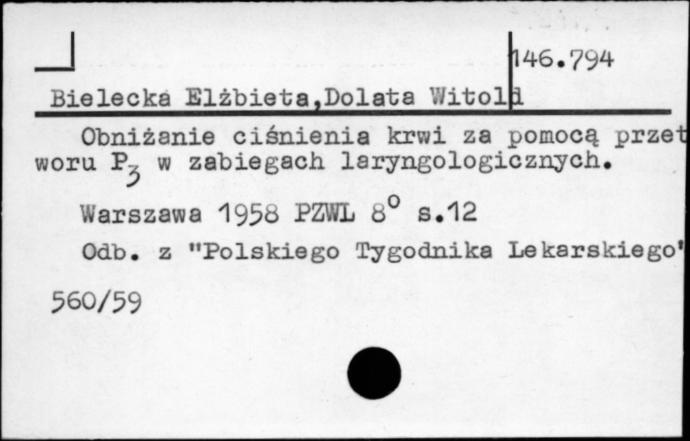 146.794
Bielecka Elżbieta,Dolata Witold
Obniżanie ciśnienia krwi za pomocą przet
woru P3 w zabiegach laryngologicznych.
Warszawa 1958 PZWL 8° s.12
Odb. z "Polskiego Tygodnika Lekarskiego"
560/59